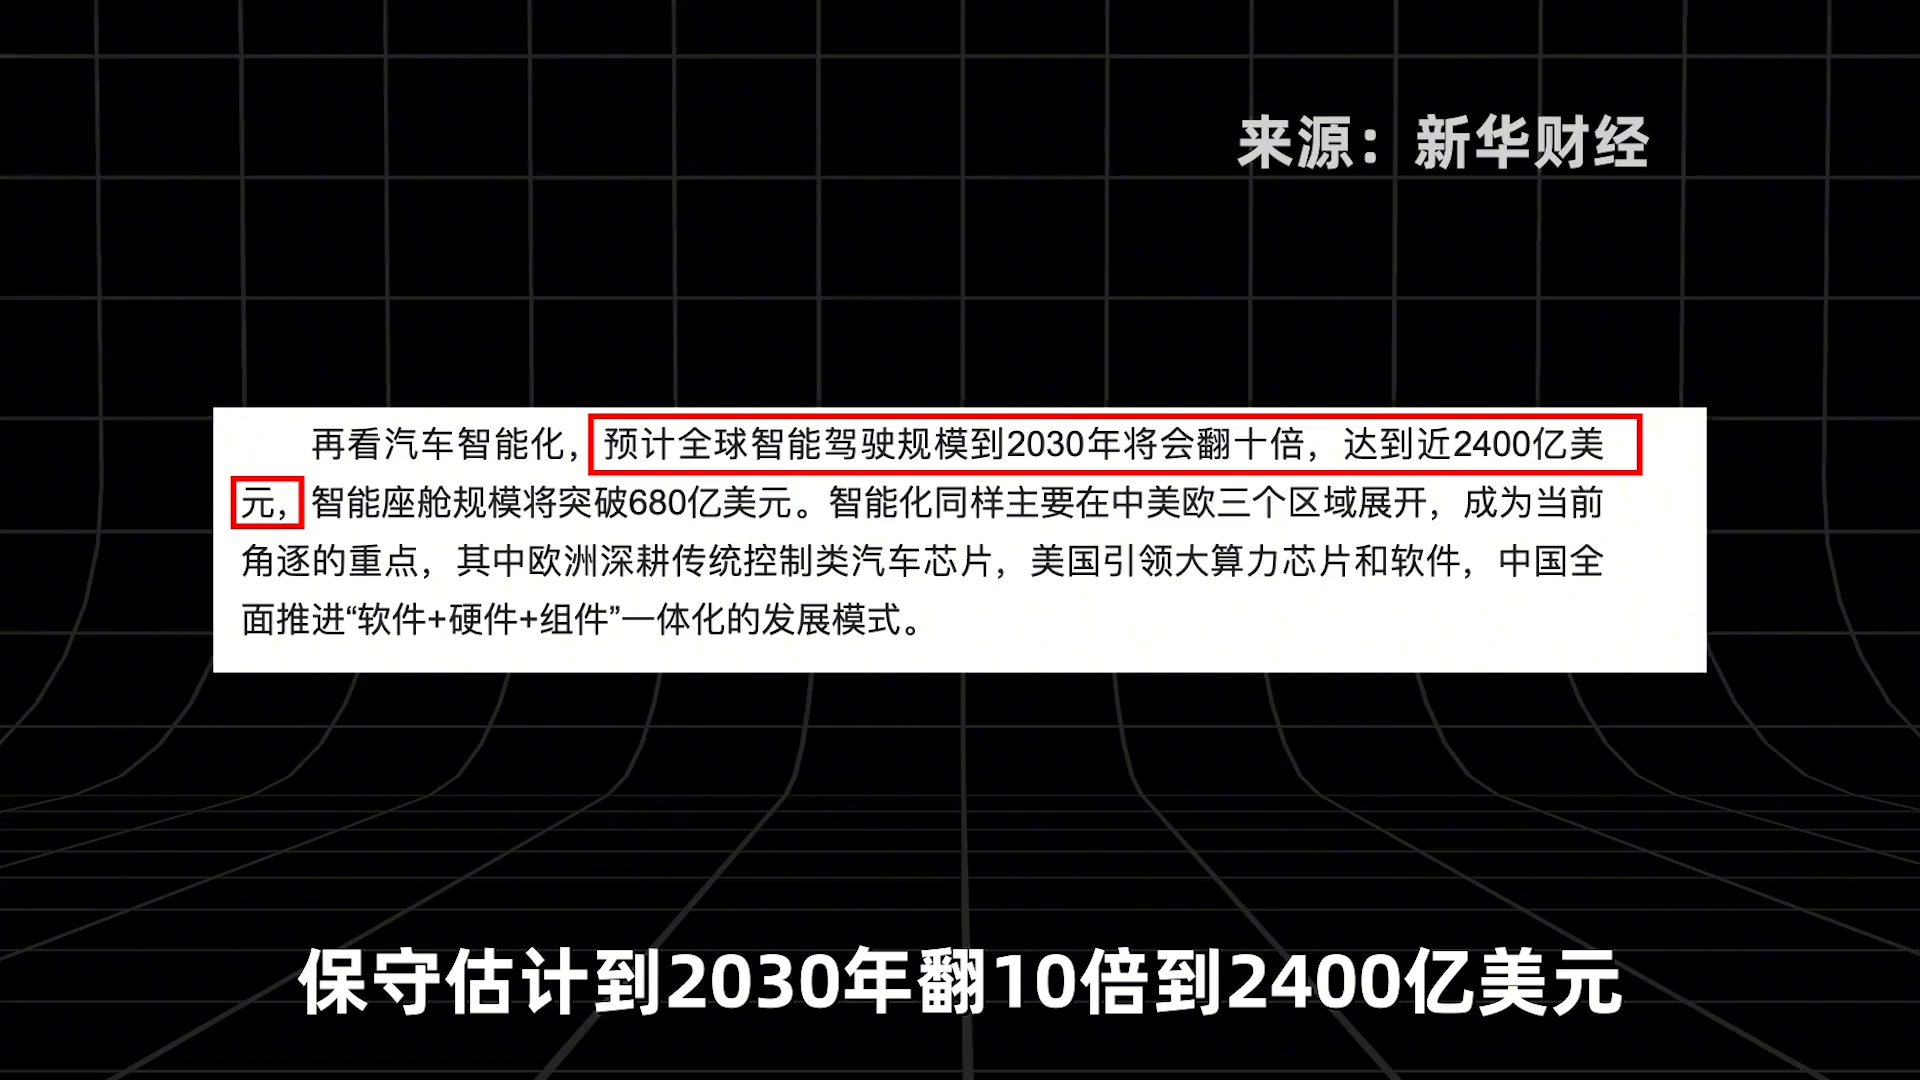 来源：新华财经
再看汽车智能化，预计全球智能驾驶规模到2030年将会翻十倍，达到近2400亿美
元，智能座舱规模将突破680亿美元。智能化同样主要在中美欧三个区域展开，成为当前
角逐的重点，其中欧洲深耕传统控制类汽车芯片，美国引领大算力芯片和软件，中国全
面推进“软件+硬件+组件”一体化的发展模式。
保守估计到2030年翻10倍到2400亿美元